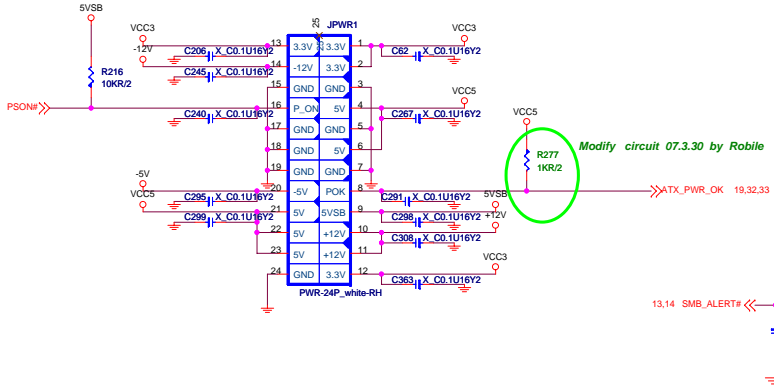 5VSB
25
JPWR1
VCC3
VCC3
-12V
C206 X_C0.1U16Y2
13 3.3V 3.3V 1
C62 X_C0.1U16Y2
R216
10KR/2
C245 X_C0.1U16Y2
14 -12V 3.3V 2
15 GND GND 3
VCC5
VCC5
PSON#
16 P_ON 5V 4
C240 X_C0.1U16Y2
C267 X_C0.1U16Y2
17 GND GND 5
Modify circuit 07.3.30 by Robile
18 GND 5V 6
R277
1KR/2
19 GND GND 7
-5V
20 -5V POK 8
ATX_PWR_OK 19,32,33
VCC5
C295 X_C0.1U16Y2
C291 X_C0.1U16Y2
5VSB
21 5V 5VSB 9
C299 X_C0.1U16Y2
C298 X_C0.1U16Y2
+12V
22 5V +12V 10
C308 X_C0.1U16Y2
23 5V +12V 11
VCC3
24 GND 3.3V 12
C363 X_C0.1U16Y2
PWR-24P_white-RH
13,14 SMB_ALERT#